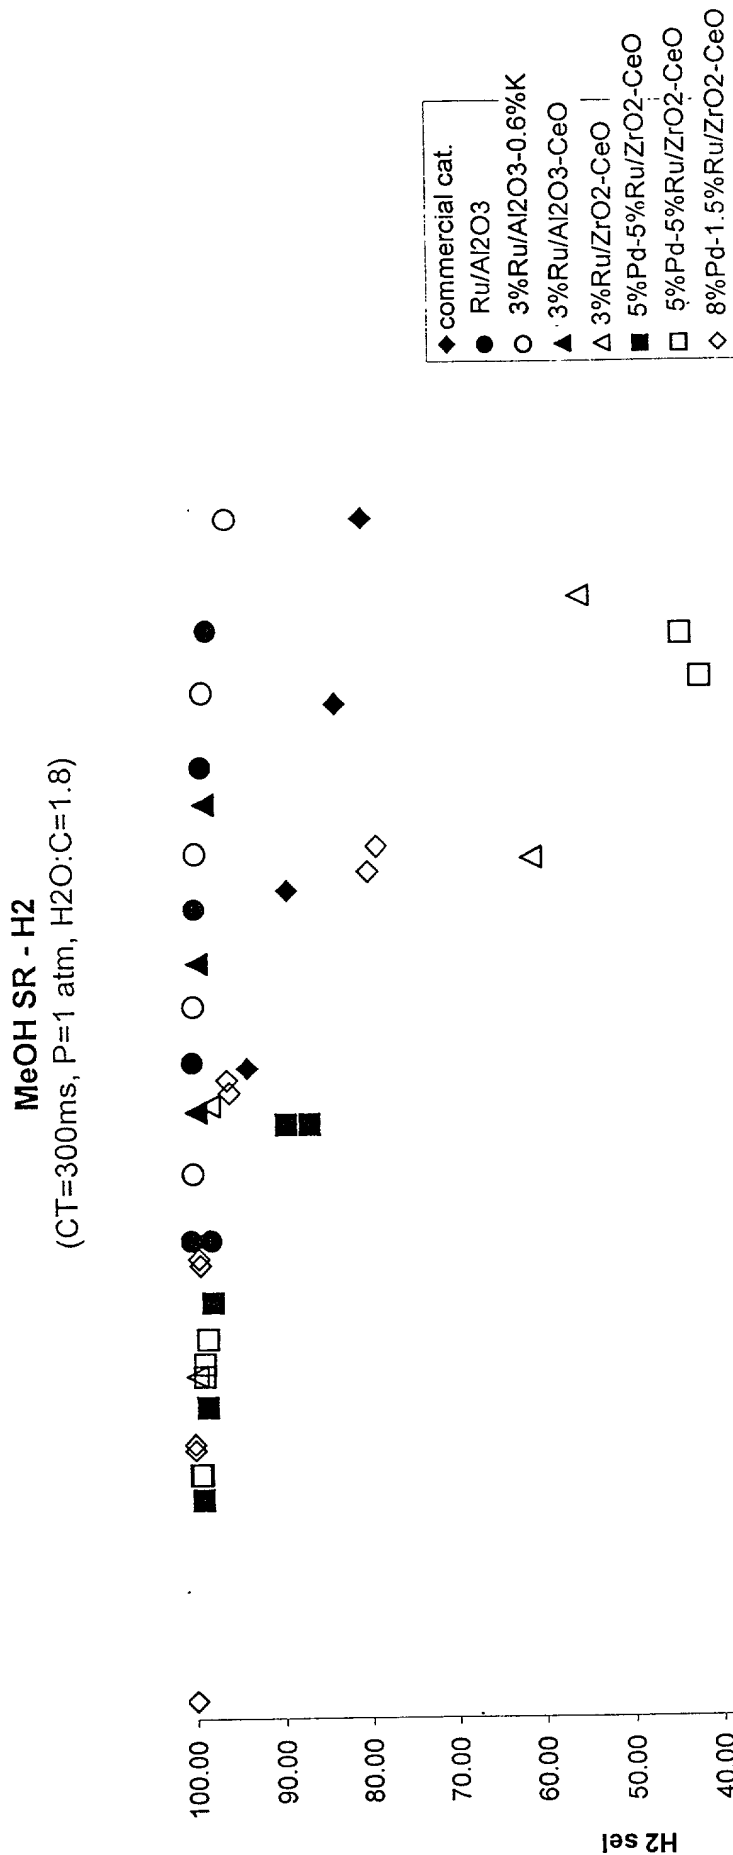 MeOH SR - H2
(CT=300ms, P=1 atm, H2O:C=1.8)
100.00
90.00
80.00
70.00
60.00
50.00
40.00
H2 sel
commercial cat.
Ru/Al2O3
3%Ru/Al2O3-0.6%K
3%Ru/Al2O3-CeO
3%Ru/ZrO2-CeO
5%Pd-5%Ru/ZrO2-CeO
5%Pd-5%Ru/ZrO2-CeO
8%Pd-1.5%Ru/ZrO2-CeO